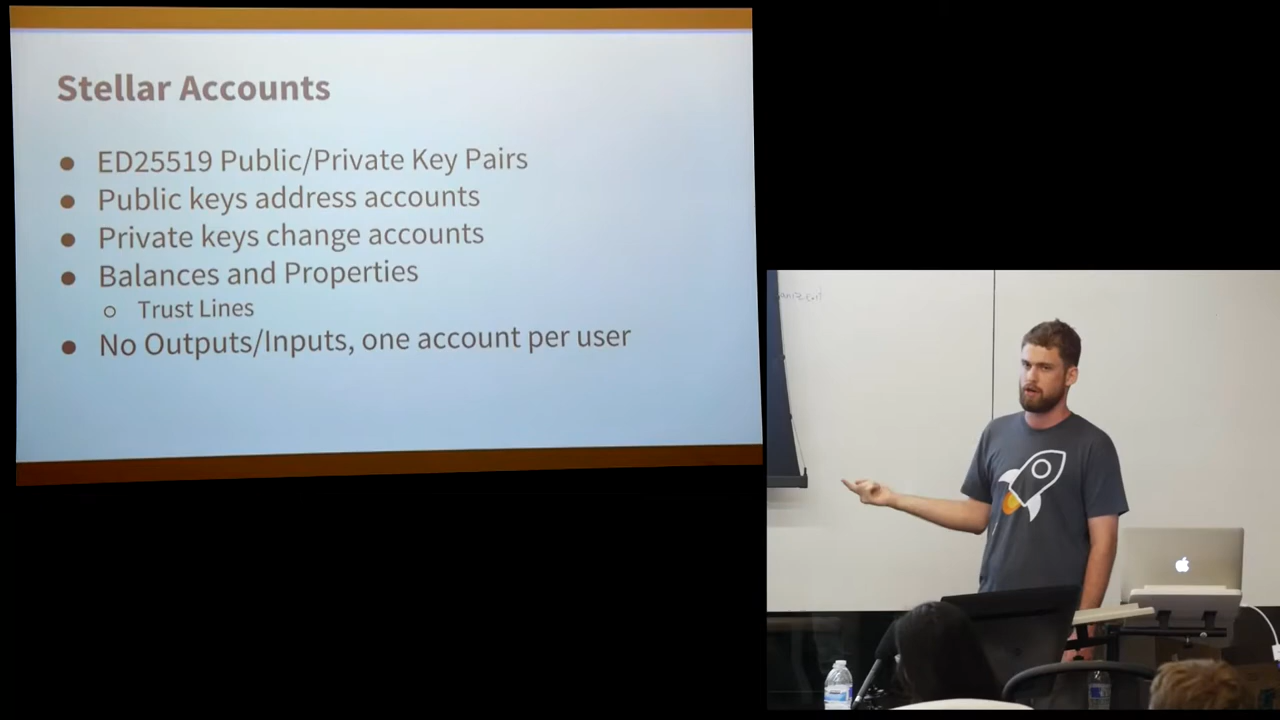 Stellar Accounts
● ED25519 Public/Private Key Pairs
● Public keys address accounts
● Private keys change accounts
● Balances and Properties
○ Trust Lines
● No Outputs/Inputs, one account per user